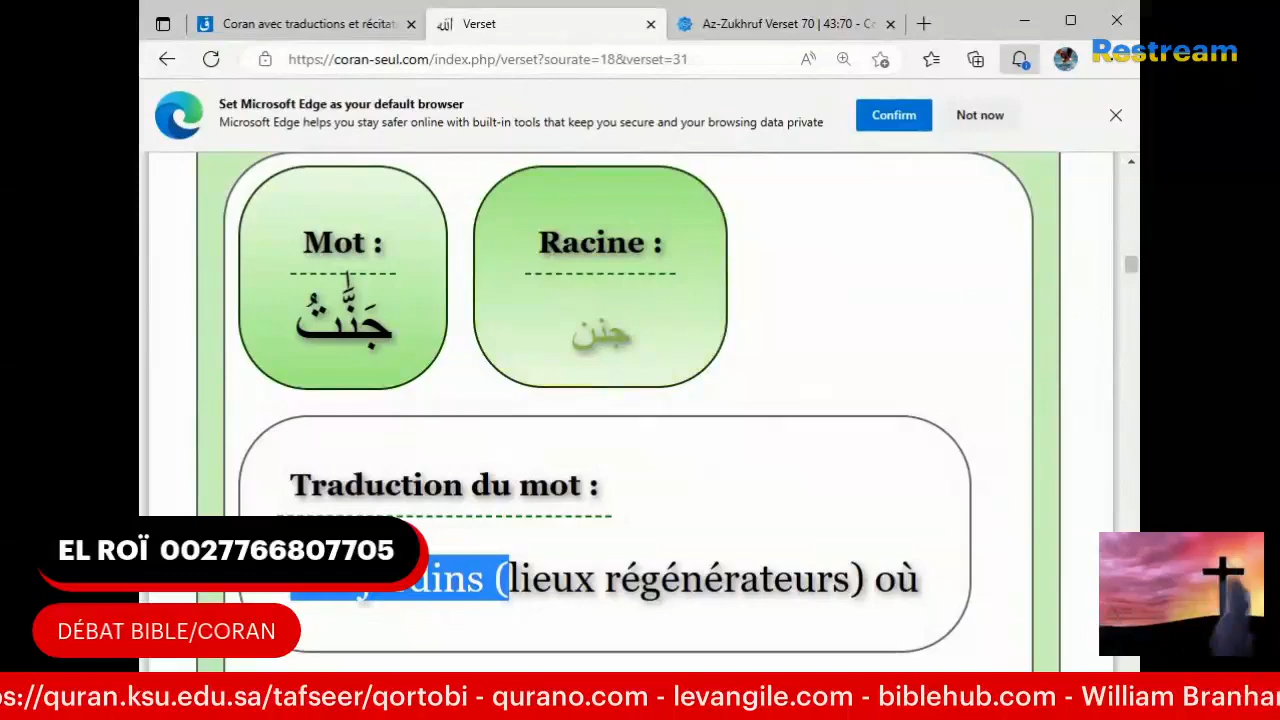 Coran avec traductions et récitat
Verset
Az-Zukhruf Verset 70 | 43:70 - Co
https://coran-seul.com/index.php/verset?sourate=18&verset=31
Restream
Set Microsoft Edge as your default browser
Microsoft Edge helps you stay safer online with built-in tools that keep you secure and your browsing data private
Confirm
Not now
Mot :
جَنَّٰتُ
Racine :
جنن
Traduction du mot :
dins (lieux régénérateurs) où
EL ROÏ 0027766807705
DÉBAT BIBLE/CORAN
ps://quran.ksu.edu.sa/tafseer/qortobi - qurano.com - levangile.com - biblehub.com - William Branham